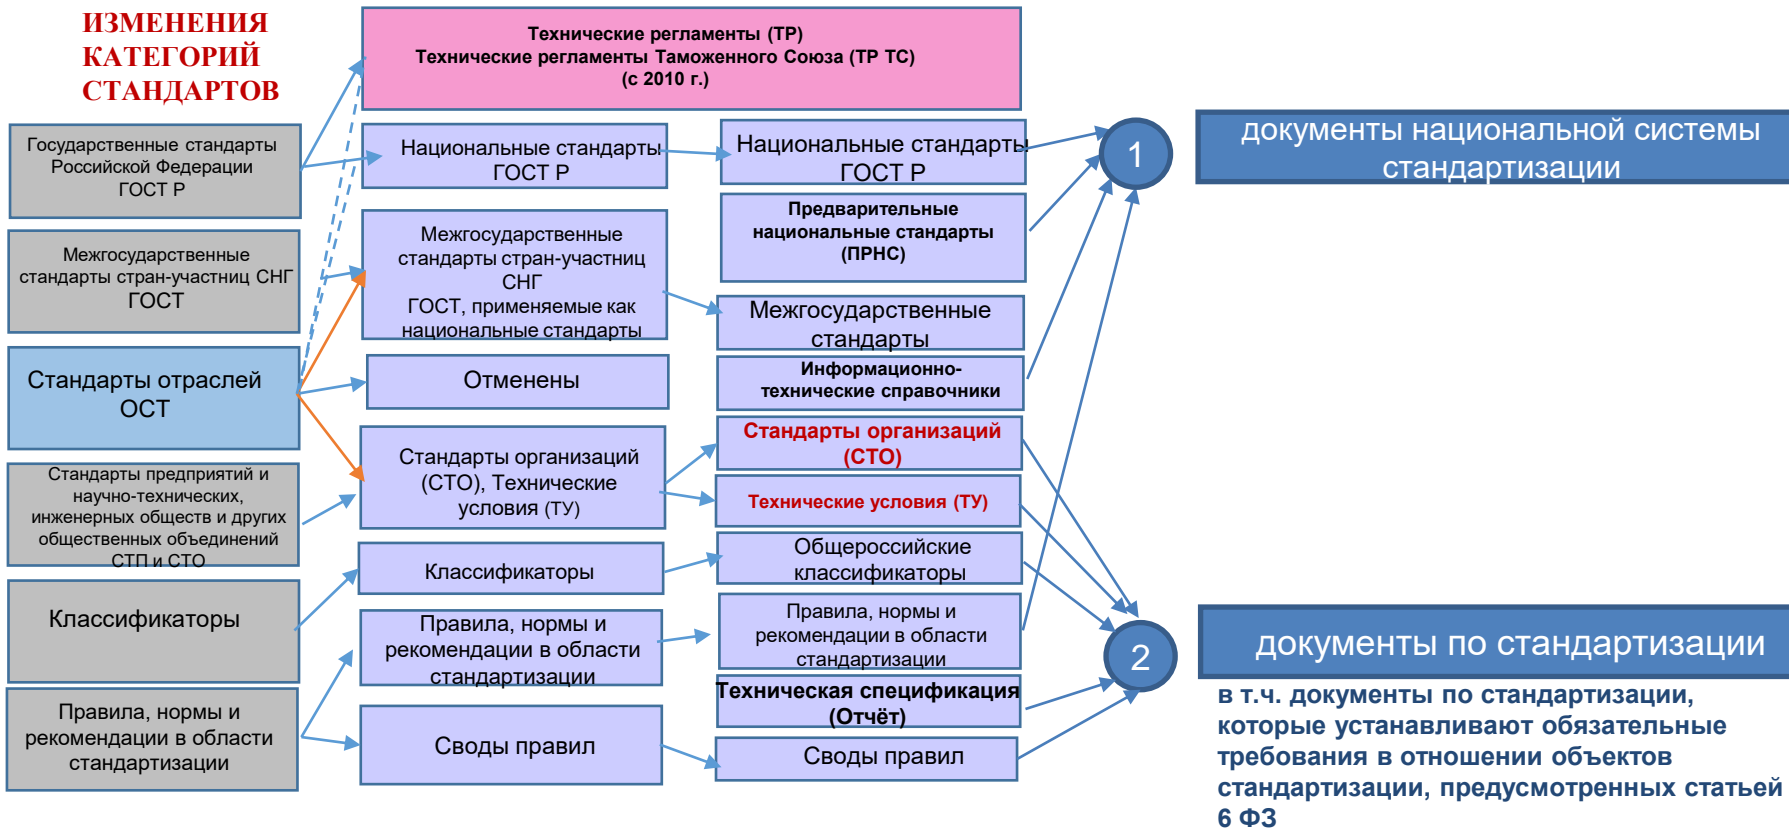 ИЗМЕНЕНИЯ
КАТЕГОРИЙ
СТАНДАРТОВ
Государственные стандарты
Российской Федерации
ГОСТ Р
Межгосударственные
стандарты стран-участниц СНГ
ГОСТ
Стандарты отраслей
ОСТ
Стандарты предприятий и
научно-технических,
инженерных обществ и других
общественных объединений
СТП и СТО
Классификаторы
Правила, нормы и
рекомендации в области
стандартизации
Технические регламенты (ТР)
Технические регламенты Таможенного Союза (ТР ТС)
(с 2010 г.)
Национальные стандарты
ГОСТ Р
Межгосударственные
стандарты стран-участниц
СНГ
ГОСТ, применяемые как
национальные стандарты
Отменены
Стандарты организаций
(СТО), Технические
условия (ТУ)
Классификаторы
Правила, нормы и
рекомендации в области
стандартизации
Своды правил
Национальные стандарты
ГОСТ Р
Предварительные
национальные стандарты
(ПРНС)
Межгосударственные
стандарты
Информационно-
технические справочники
Стандарты организаций
(СТО)
Технические условия (ТУ)
Общероссийские
классификаторы
Правила, нормы и
рекомендации в области
стандартизации
Техническая спецификация
(Отчёт)
Своды правил
1
документы национальной системы
стандартизации
2
документы по стандартизации
в т.ч. документы по стандартизации,
которые устанавливают обязательные
требования в отношении объектов
стандартизации, предусмотренных статьей
6 ФЗ